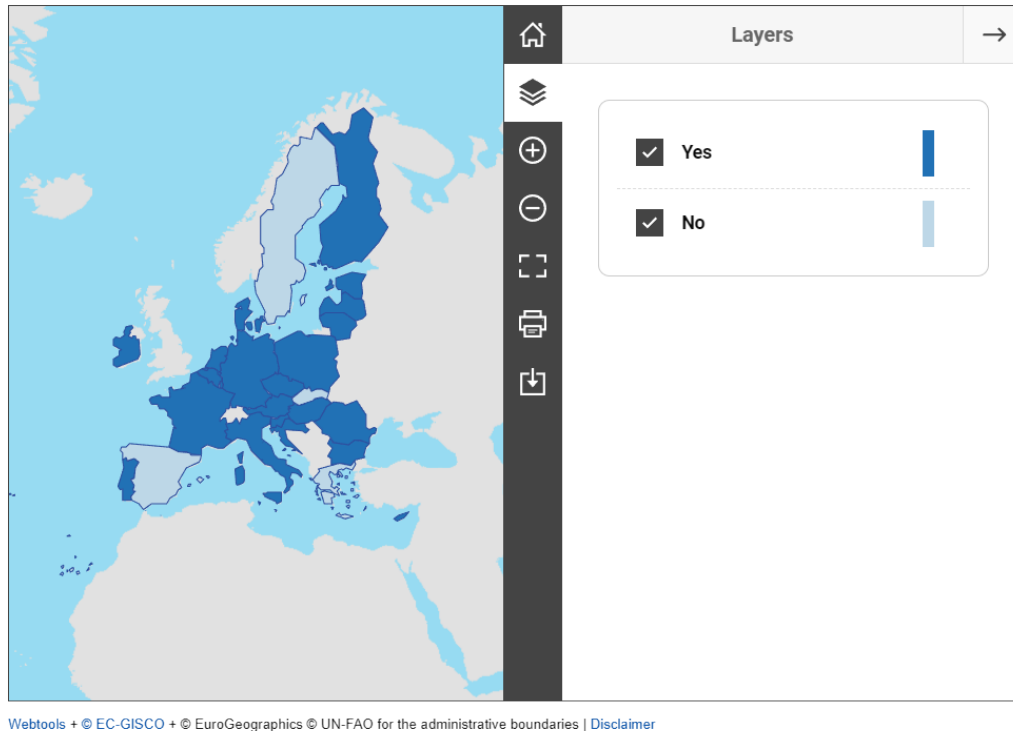 Layers
Yes
No
Webtools + © EC-GISCO + © EuroGeographics © UN-FAO for the administrative boundaries | Disclaimer